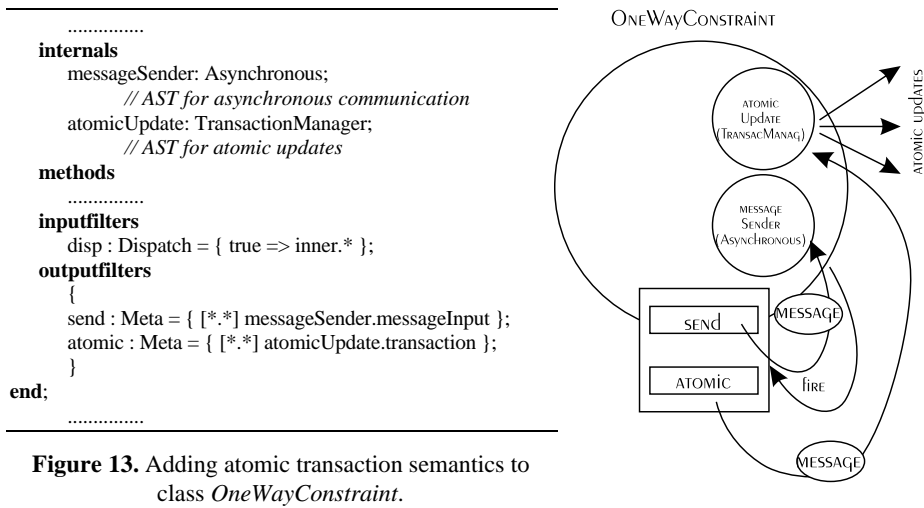 ...............
internals
messageSender: Asynchronous;
// AST for asynchronous communication
atomicUpdate: TransactionManager;
// AST for atomic updates
methods
...............
inputfilters
disp : Dispatch = { true => inner.* };
outputfilters
{
send : Meta = { [*.*] messageSender.messageInput };
atomic : Meta = { [*.*] atomicUpdate.transaction };
}
end;
...............
Figure 13. Adding atomic transaction semantics to
class OneWayConstraint.
OneWayConstraint
atomic
Update
(TransacManag)
atomic updates
message
Sender
(Asynchronous)
message
send
atomic
fire
message